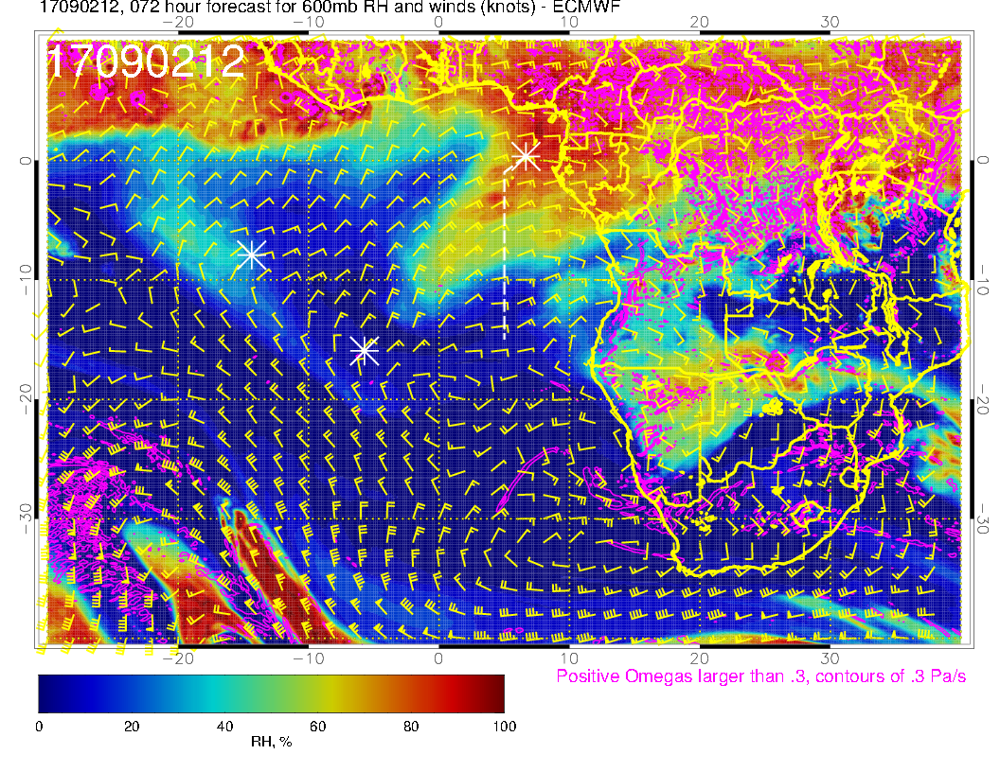 17090212, 072 hour forecast for 600mb RH and winds (knots) - ECMWF
−20 −10 0 10 20 30
17090212
0 0
−10 −10
−20 −20
−30 −30
−20 −10 0 10 20 30
Positive Omegas larger than .3, contours of .3 Pa/s
0 20 40 60 80 100
RH, %